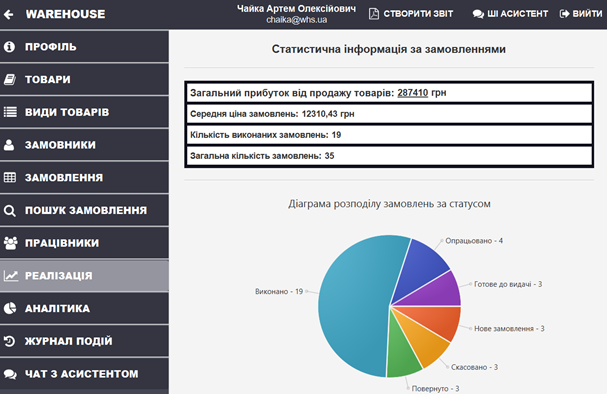 WAREHOUSE
Чайка Артем Олексійович
chaika@whs.ua
СТВОРИТИ ЗВІТ
ШІ АСИСТЕНТ
ВИЙТИ
ПРОФІЛЬ
ТОВАРИ
ВИДИ ТОВАРІВ
ЗАМОВНИКИ
ЗАМОВЛЕННЯ
ПОШУК ЗАМОВЛЕННЯ
ПРАЦІВНИКИ
РЕАЛІЗАЦІЯ
АНАЛІТИКА
ЖУРНАЛ ПОДІЙ
ЧАТ З АСИСТЕНТОМ
Статистична інформація за замовленнями
Загальний прибуток від продажу товарів: 287410 грн
Середня ціна замовлень: 12310,43 грн
Кількість виконаних замовлень: 19
Загальна кількість замовлень: 35
Діаграма розподілу замовлень за статусом
Опрацьовано - 4
Готове до видачі - 3
Виконано - 19
Нове замовлення - 3
Скасовано - 3
Повернуто - 3